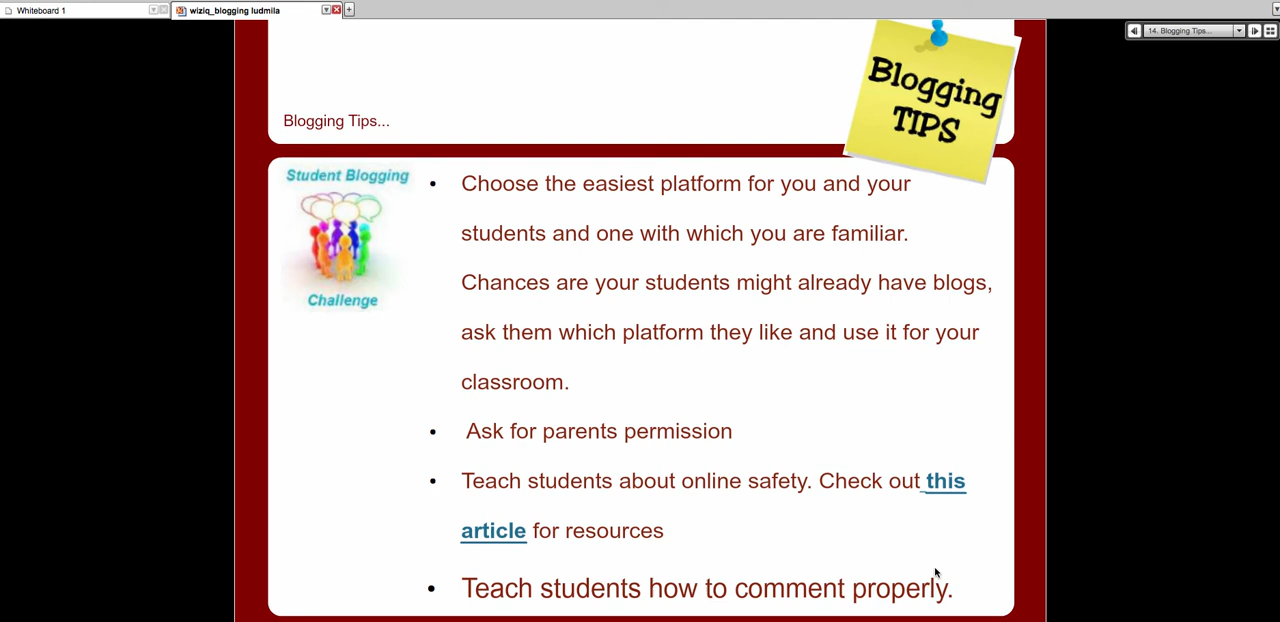 Whiteboard 1
wiziq_blogging ludmila
14. Blogging Tips...
Blogging
TIPS
Blogging Tips...
Student Blogging
Challenge
• Choose the easiest platform for you and your
students and one with which you are familiar.
Chances are your students might already have blogs,
ask them which platform they like and use it for your
classroom.
• Ask for parents permission
• Teach students about online safety. Check out this
article for resources
• Teach students how to comment properly.